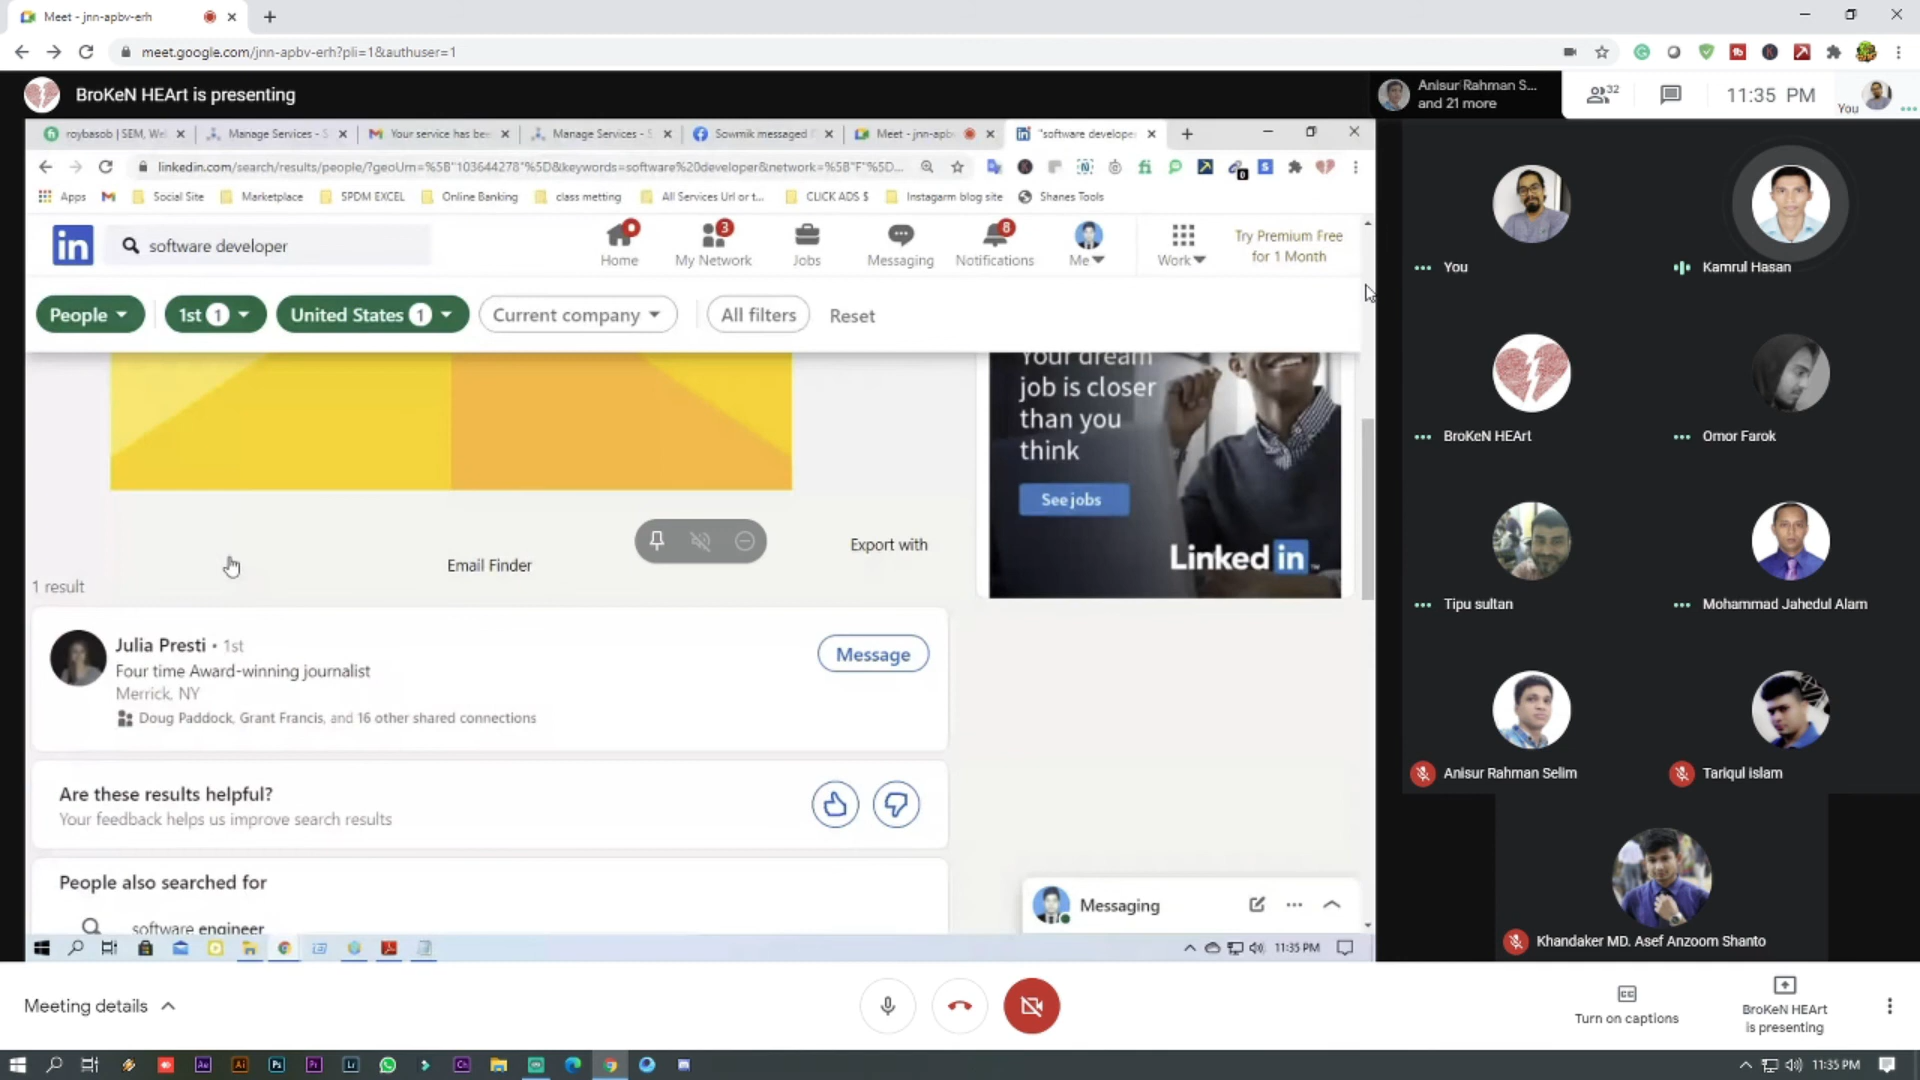 Meet - jnn-apbv-erh
meet.google.com/jnn-apbv-erh?pli=1&authuser=1
BroKeN HEArt is presenting
Anisur Rahman S...
and 21 more
32
11:35 PM
You
roybasob | SEM, We
Manage Services - S
Your service has bee
Manage Services - S
Sowmik messaged
Meet - jnn-apb
"software develope
linkedin.com/search/results/people/?geoUrn=%5B"103644278"%5D&keywords=software%20developer&network=%5B"F"%5D...
Apps
Social Site
Marketplace
SPDM EXCEL
Online Banking
class metting
All Services Url or t...
CLICK ADS $
Instagarm blog site
Shanes Tools
in
software developer
Home
3
My Network
Jobs
Messaging
8
Notifications
Me
Work
Try Premium Free
for 1 Month
People
1st 1
United States 1
Current company
All filters
Reset
Your dream
job is closer
than you
think
See jobs
Linked in
Email Finder
Export with
1 result
Julia Presti • 1st
Four time Award-winning journalist
Merrick, NY
Doug Paddock, Grant Francis, and 16 other shared connections
Message
Are these results helpful?
Your feedback helps us improve search results
People also searched for
software engineer
Messaging
11:35 PM
You
Kamrul Hasan
BroKeN HEArt
Omor Farok
Tipu sultan
Mohammad Jahedul Alam
Anisur Rahman Selim
Tariqul islam
Khandaker MD. Asef Anzoom Shanto
Meeting details
Turn on captions
BroKeN HEArt
is presenting
11:35 PM